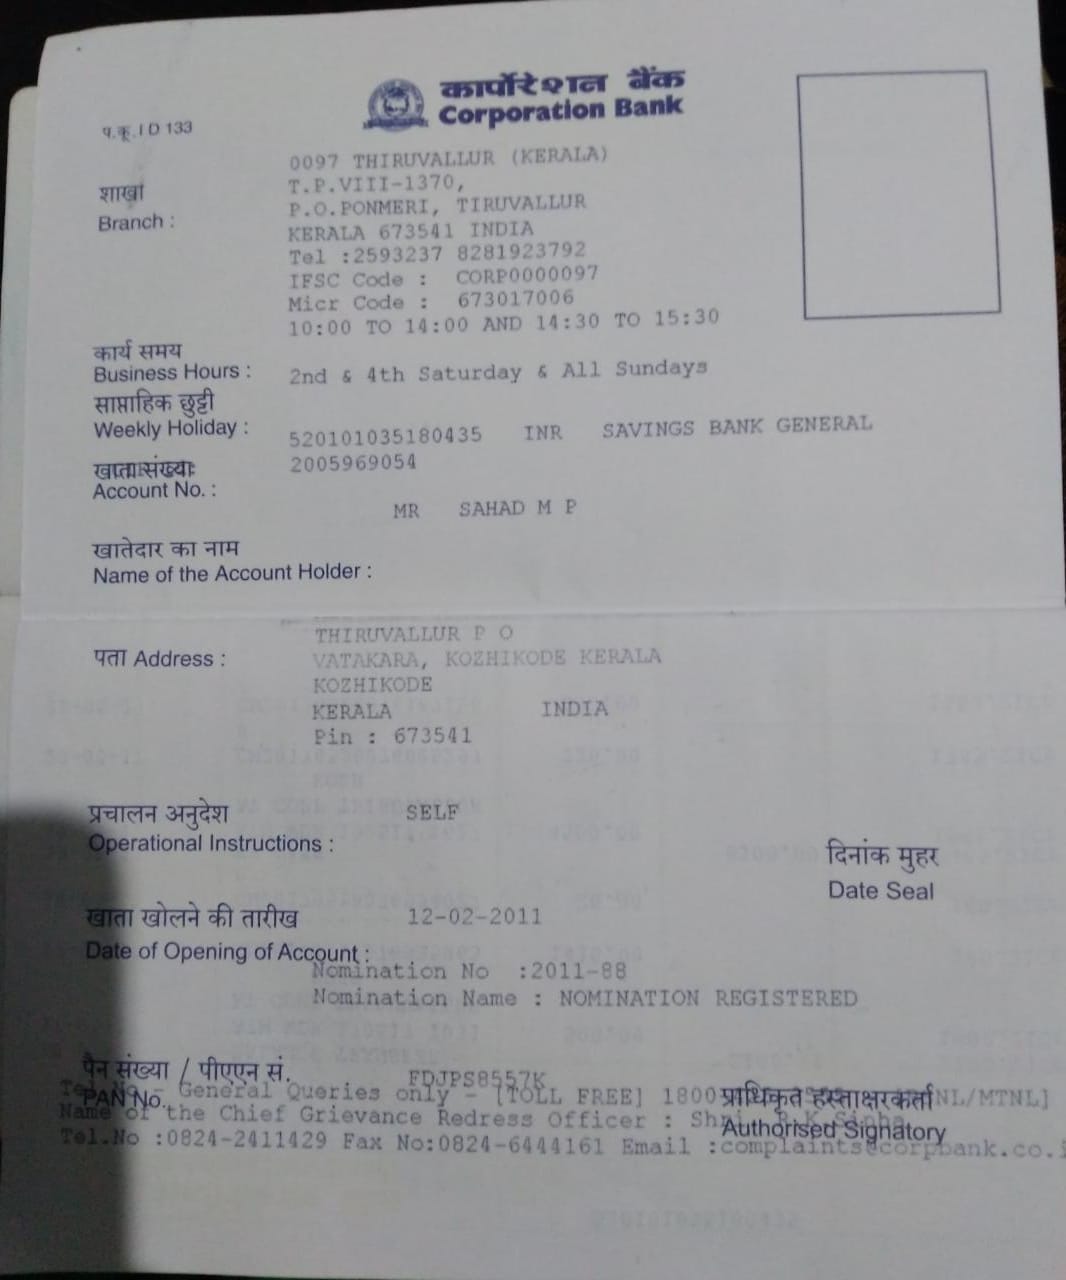 कार्पोरेशन बैंक
Corporation Bank
प.कू.ID 133
0097 THIRUVALLUR (KERALA)
शाखा
T.P.VIII-1370,
Branch :
P.O.PONMERI, TIRUVALLUR
KERALA 673541 INDIA
Tel :2593237 8281923792
IFSC Code : CORP0000097
Micr Code : 673017006
10:00 TO 14:00 AND 14:30 TO 15:30
कार्य समय
Business Hours :
2nd & 4th Saturday & All Sundays
साप्ताहिक छुट्टी
Weekly Holiday :
520101035180435 INR SAVINGS BANK GENERAL
खाता संख्या
2005969054
Account No. :
MR SAHAD M P
खातेदार का नाम
Name of the Account Holder :
THIRUVALLUR P O
पता Address :
VATAKARA, KOZHIKODE KERALA
KOZHIKODE
KERALA INDIA
Pin : 673541
प्रचालन अनुदेश
SELF
Operational Instructions :
दिनांक मुहर
Date Seal
खाता खोलने की तारीख
12-02-2011
Date of Opening of Account :
Nomination No :2011-88
Nomination Name : NOMINATION REGISTERED
पैन संख्या / पीएएन सं.
FDJPS8557K
PAN No.
Tel.No - General Queries only - [TOLL FREE] 1800 NL/MTNL]
प्राधिकृत हस्ताक्षरकर्ता
Name of the Chief Grievance Redress Officer :
Authorised Signatory
Tel.No :0824-2411429 Fax No:0824-6444161 Email :complaints@corpbank.co.i